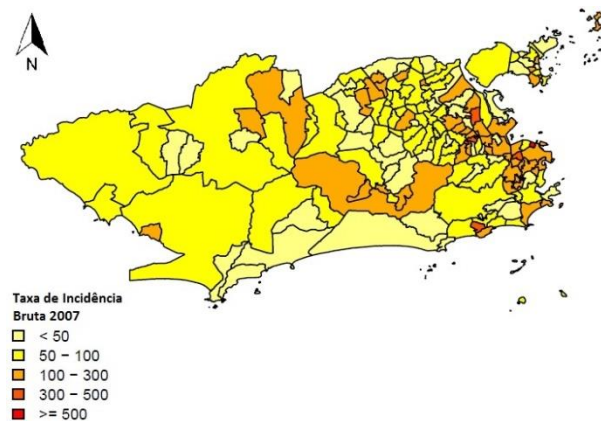 N
Taxa de Incidência
Bruta 2007
< 50
50 − 100
100 − 300
300 − 500
>= 500